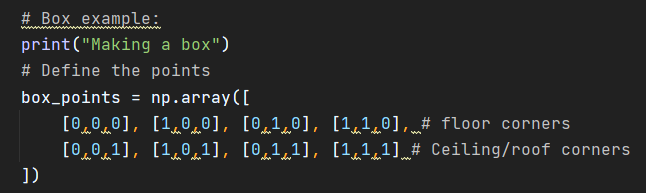 # Box example:
print("Making a box")
# Define the points
box_points = np.array([
    [0,0,0], [1,0,0], [0,1,0], [1,1,0], # floor corners
    [0,0,1], [1,0,1], [0,1,1], [1,1,1] # Ceiling/roof corners
])